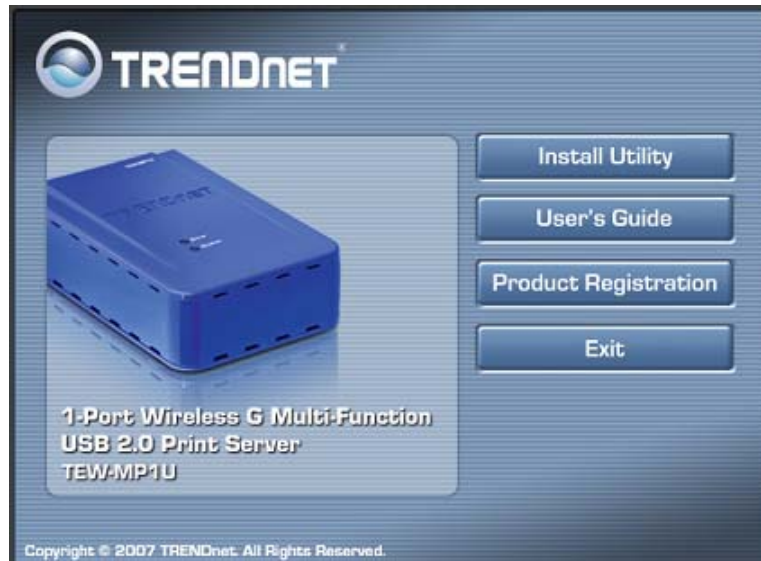 TRENDnet®
Install Utility
User's Guide
Product Registration
Exit
TRENDnet
1-Port Wireless G Multi-Function
USB 2.0 Print Server
TEW-MP1U
Copyright © 2007 TRENDnet. All Rights Reserved.